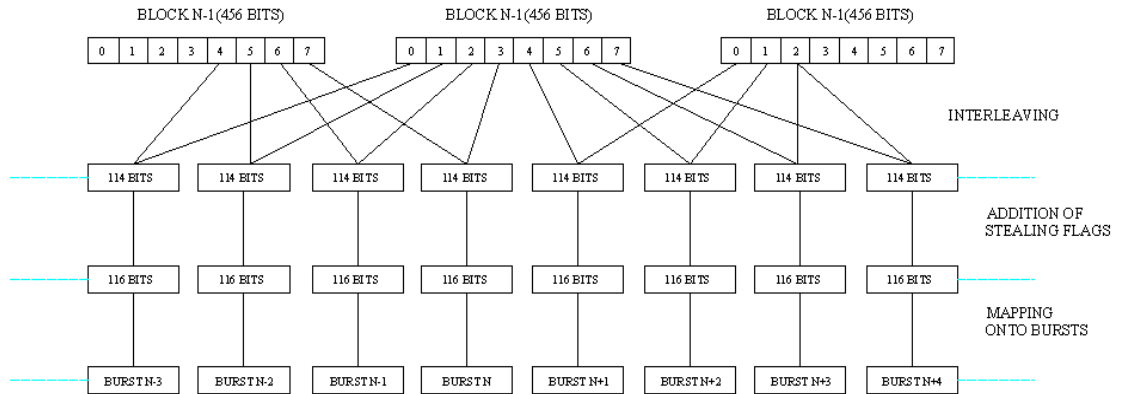 BLOCK N-1(456 BITS) BLOCK N-1(456 BITS) BLOCK N-1(456 BITS)
0 1 2 3 4 5 6 7 0 1 2 3 4 5 6 7 0 1 2 3 4 5 6 7
INTERLEAVING
114 BITS 114 BITS 114 BITS 114 BITS 114 BITS 114 BITS 114 BITS 114 BITS
ADDITION OF
STEALING FLAGS
116 BITS 116 BITS 116 BITS 116 BITS 116 BITS 116 BITS 116 BITS 116 BITS
MAPPING
ONTO BURSTS
BURST N-3 BURST N-2 BURST N-1 BURST N BURST N+1 BURST N+2 BURST N+3 BURST N+4